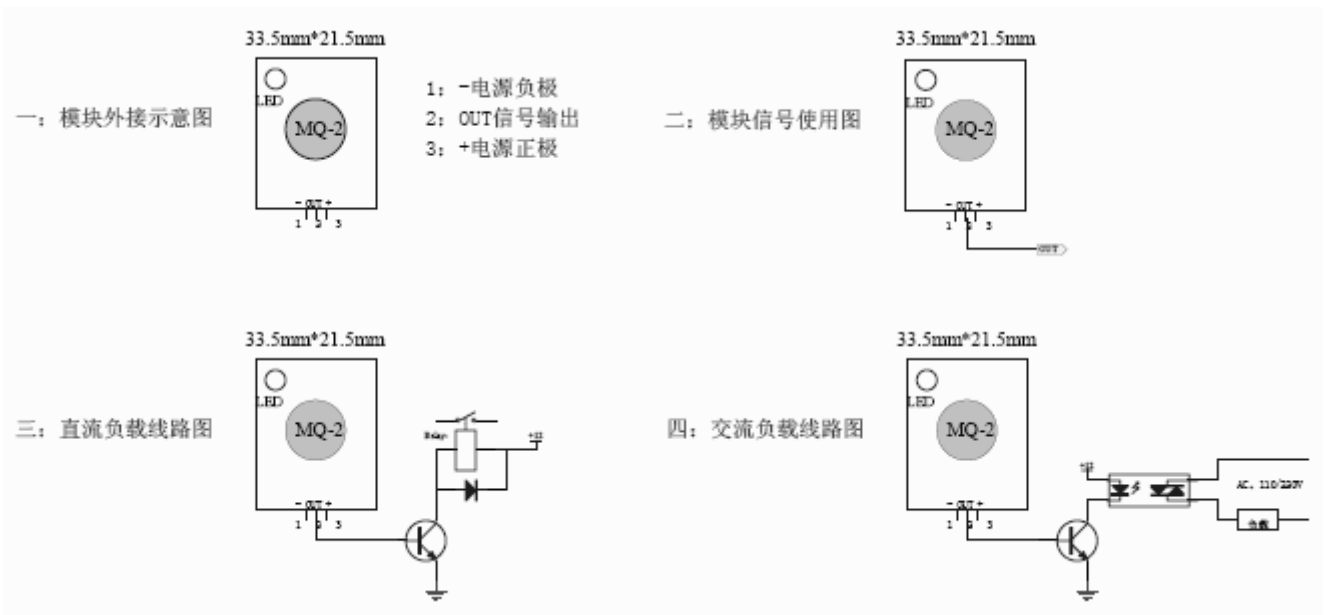 33.5mm*21.5mm
LED
MQ-2
- OUT +
1 2 3
一：模块外接示意图
1：-电源负极
2：OUT信号输出
3：+电源正极
33.5mm*21.5mm
LED
MQ-2
- OUT +
1 2 3
OUT
二：模块信号使用图
33.5mm*21.5mm
LED
MQ-2
- OUT +
1 2 3
Relay
三：直流负载线路图
33.5mm*21.5mm
LED
MQ-2
- OUT +
1 2 3
四：交流负载线路图
AC，110/220V
负载